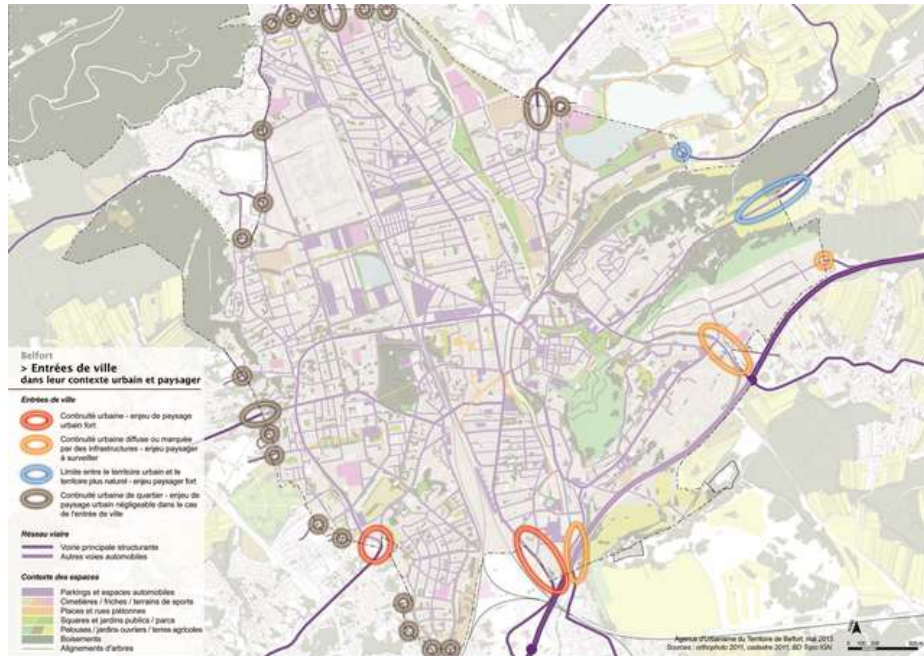 Belfort
> Entrées de ville
dans leur contexte urbain et paysager
Entrées de ville
Continuité urbaine - enjeu de paysage
urbain fort
Continuité urbaine diffuse ou marquée
par des infrastructures - enjeu paysager
à surveiller
Limite entre le territoire urbain et le
territoire plus naturel - enjeu paysager fort
Continuité urbaine de quartier - enjeu de
paysage urbain négligeable dans le cas
de l'entrée de ville
Réseau viaire
Voirie principale structurante
Autres voies automobiles
Contexte des espaces
Parkings et espaces automobiles
Cimetières / friches / terrains de sports
Places et rues piétonnes
Squares et jardins publics / parcs
Pelouses / jardins ouvriers / terres agricoles
Boisements
Alignements d'arbres
Agence d'Urbanisme du Territoire de Belfort, mai 2013
Sources : orthophoto 2011, cadastre 2011, BD Topo IGN